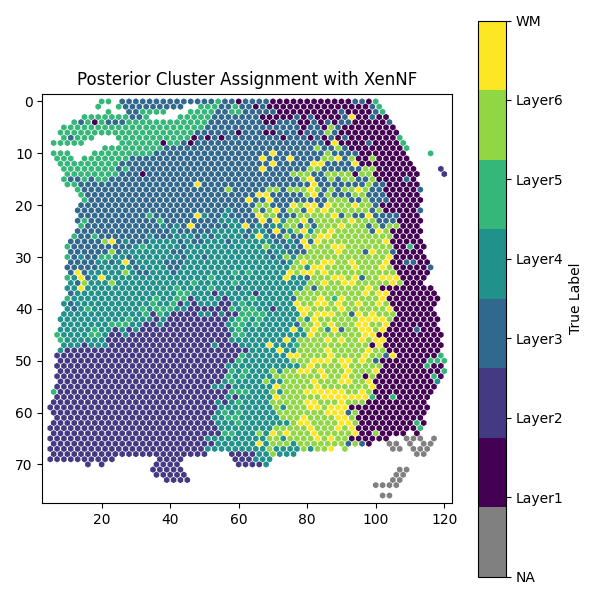 Posterior Cluster Assignment with XenNF
0
10
20
30
40
50
60
70
20
40
60
80
100
120
WM
Layer6
Layer5
Layer4
Layer3
Layer2
Layer1
NA
True Label